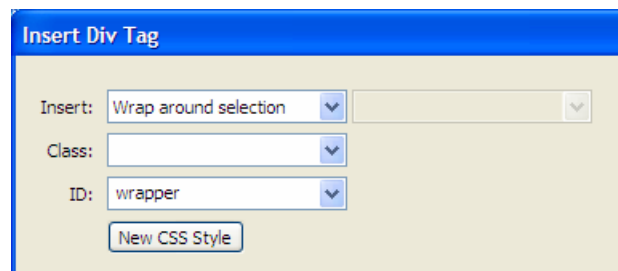 Insert Div Tag
Insert: Wrap around selection
Class:
ID: wrapper
New CSS Style